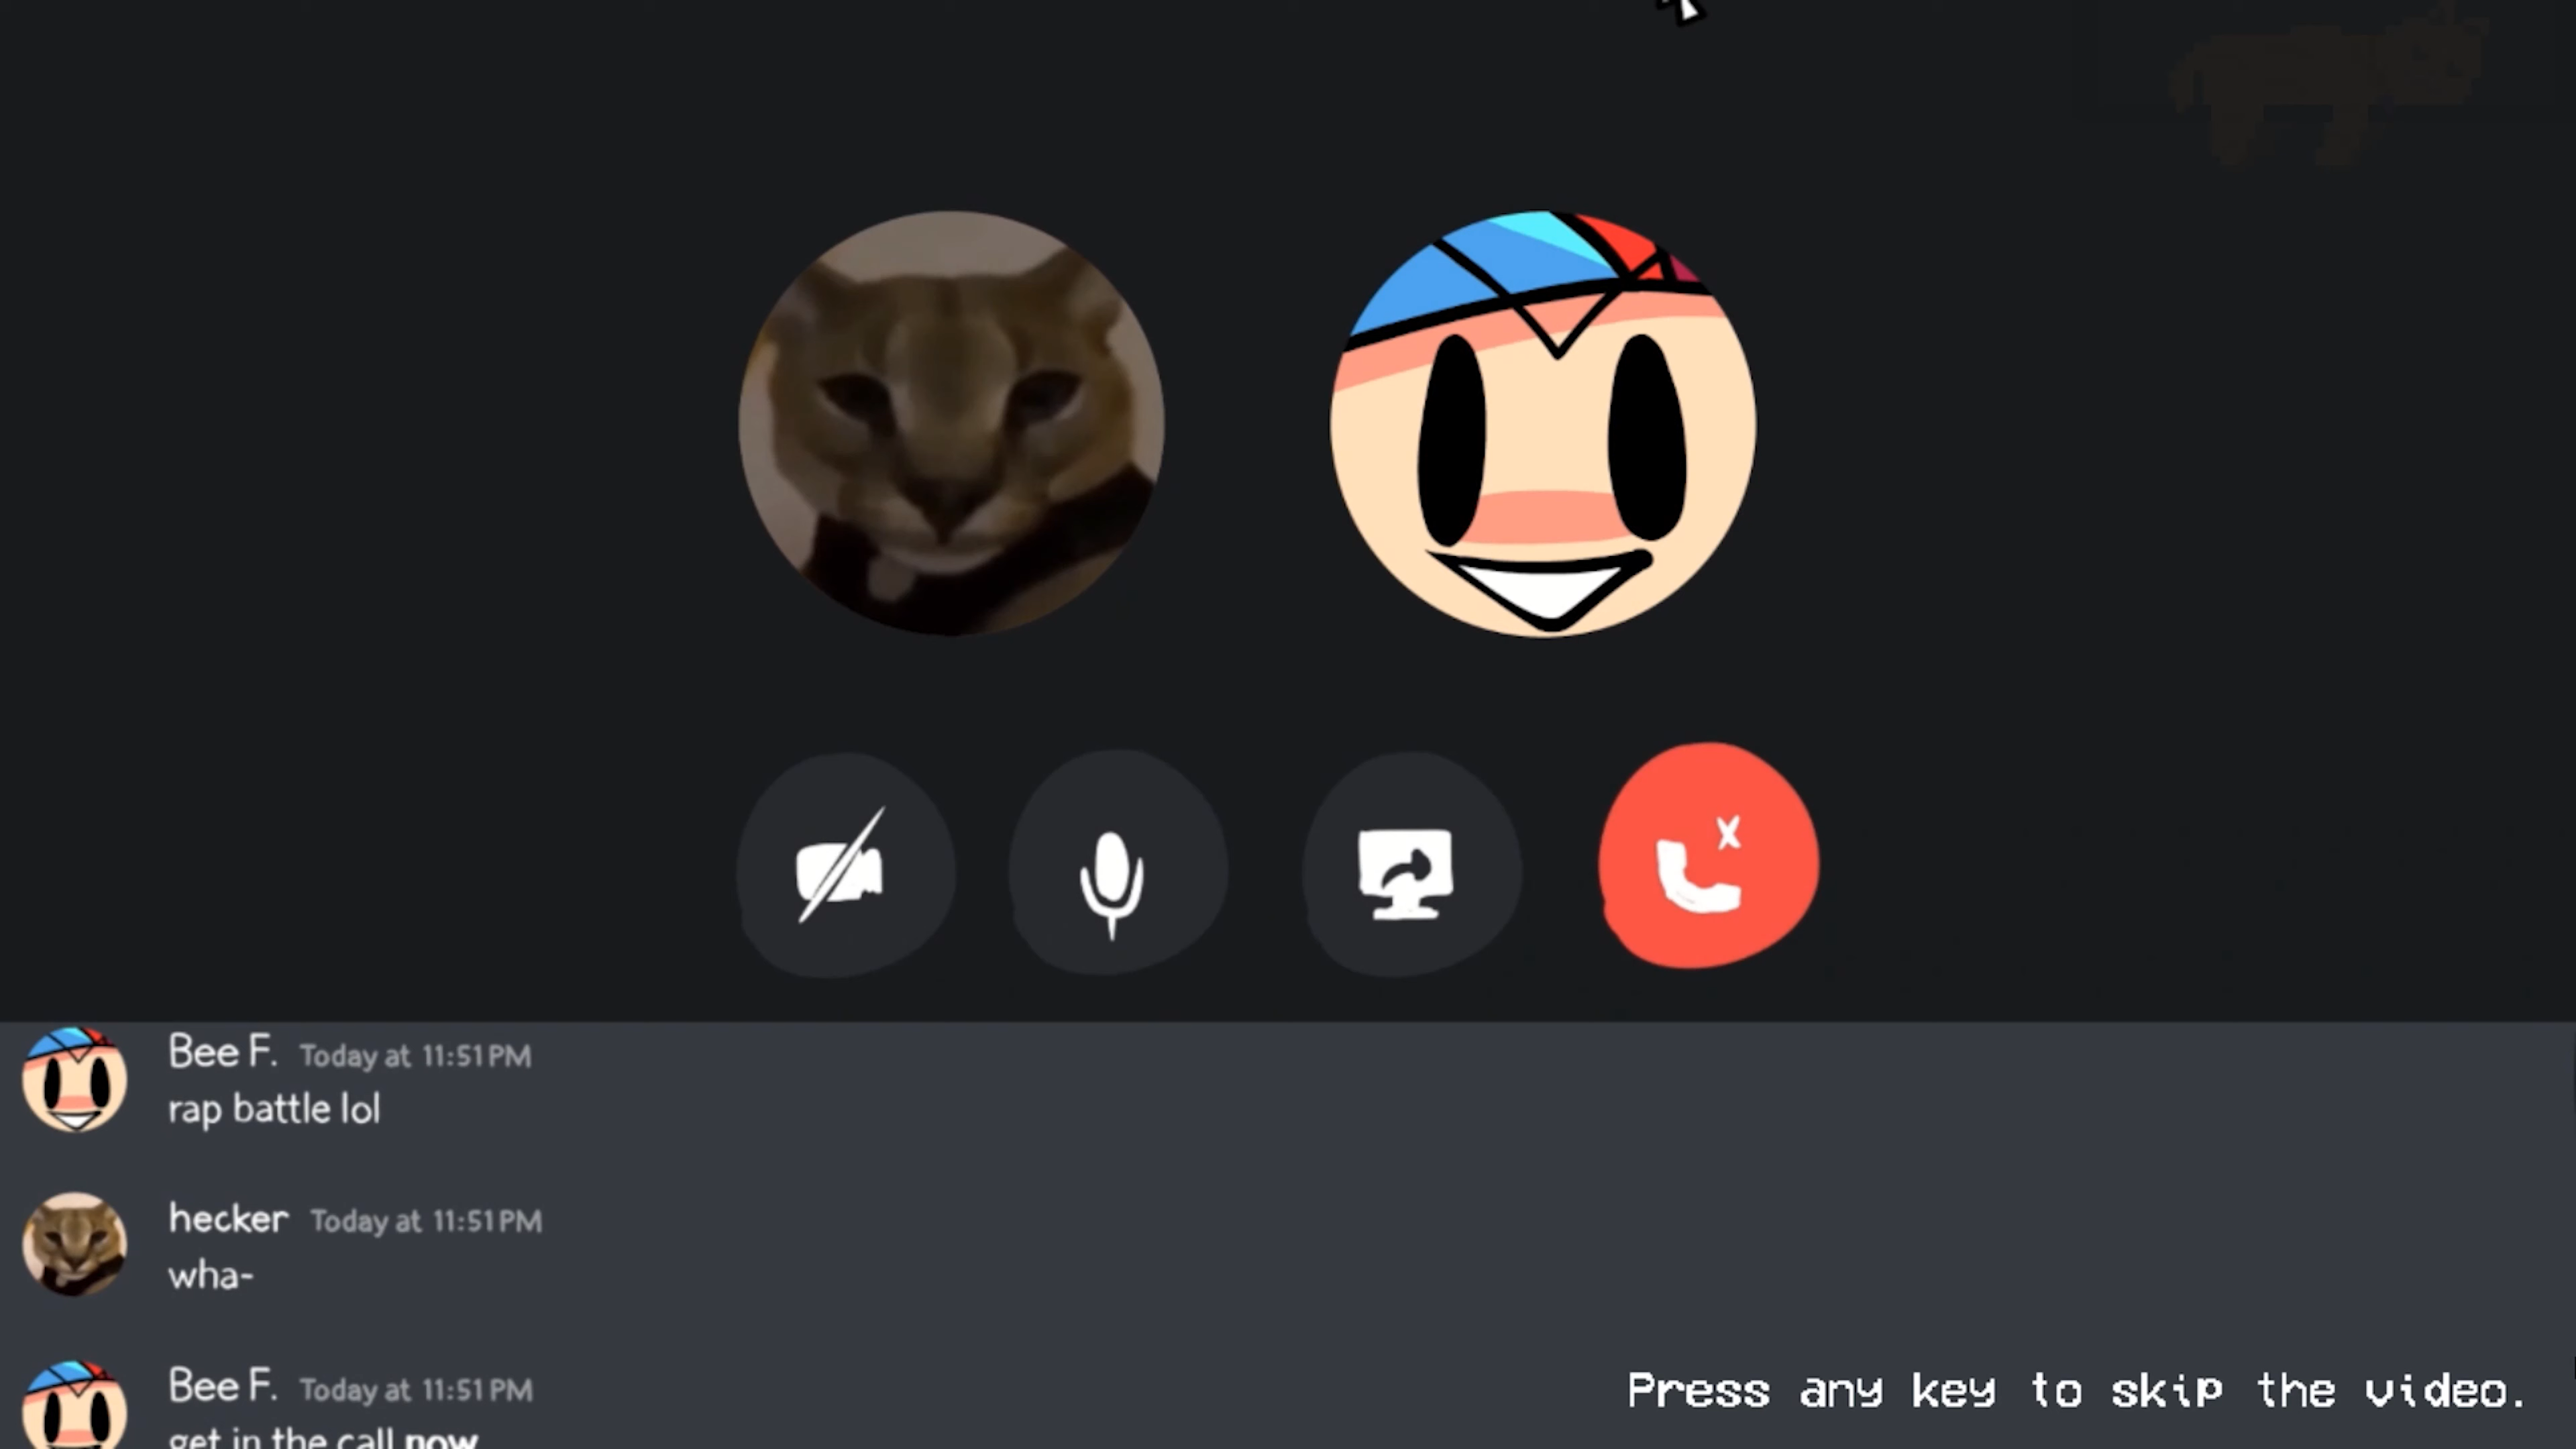 Bee F. Today at 11:51 PM
rap battle lol
hecker Today at 11:51 PM
wha-
Bee F. Today at 11:51 PM
get in the call now
Press any key to skip the video.